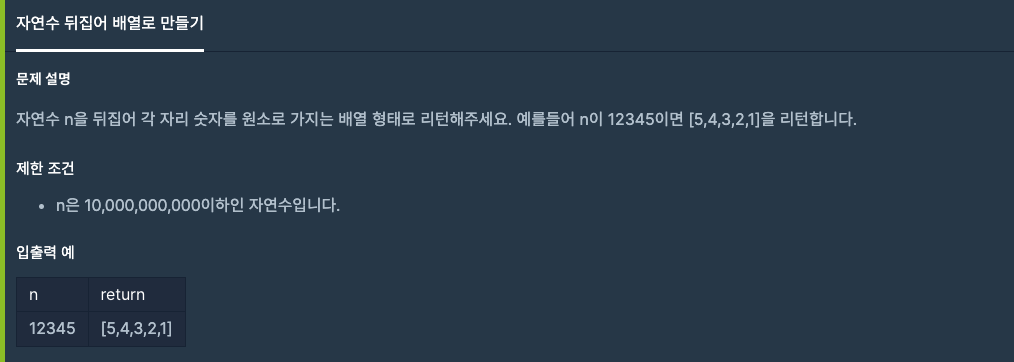 자연수 뒤집어 배열로 만들기
문제 설명
자연수 n을 뒤집어 각 자리 숫자를 원소로 가지는 배열 형태로 리턴해주세요. 예를들어 n이 12345이면 [5,4,3,2,1]을 리턴합니다.
제한 조건
• n은 10,000,000,000이하인 자연수입니다.
입출력 예
n return
12345 [5,4,3,2,1]